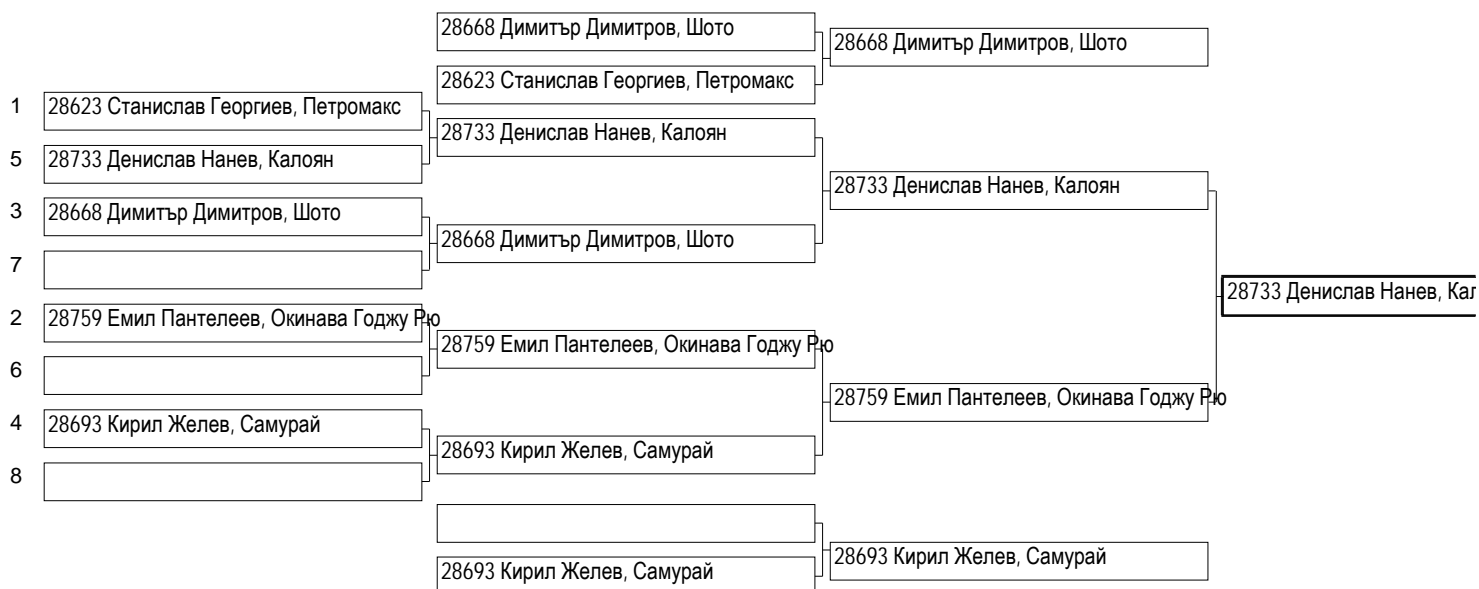 28668 Димитър Димитров, Шото
28668 Димитър Димитров, Шото
28623 Станислав Георгиев, Петромакс
1 28623 Станислав Георгиев, Петромакс
28733 Денислав Нанев, Калоян
5 28733 Денислав Нанев, Калоян
28733 Денислав Нанев, Калоян
3 28668 Димитър Димитров, Шото
28668 Димитър Димитров, Шото
7
28733 Денислав Нанев, Кал
2 28759 Емил Пантелеев, Окинава Годжу Рю
28759 Емил Пантелеев, Окинава Годжу Рю
6
28759 Емил Пантелеев, Окинава Годжу Рю
4 28693 Кирил Желев, Самурай
28693 Кирил Желев, Самурай
8
28693 Кирил Желев, Самурай
28693 Кирил Желев, Самурай